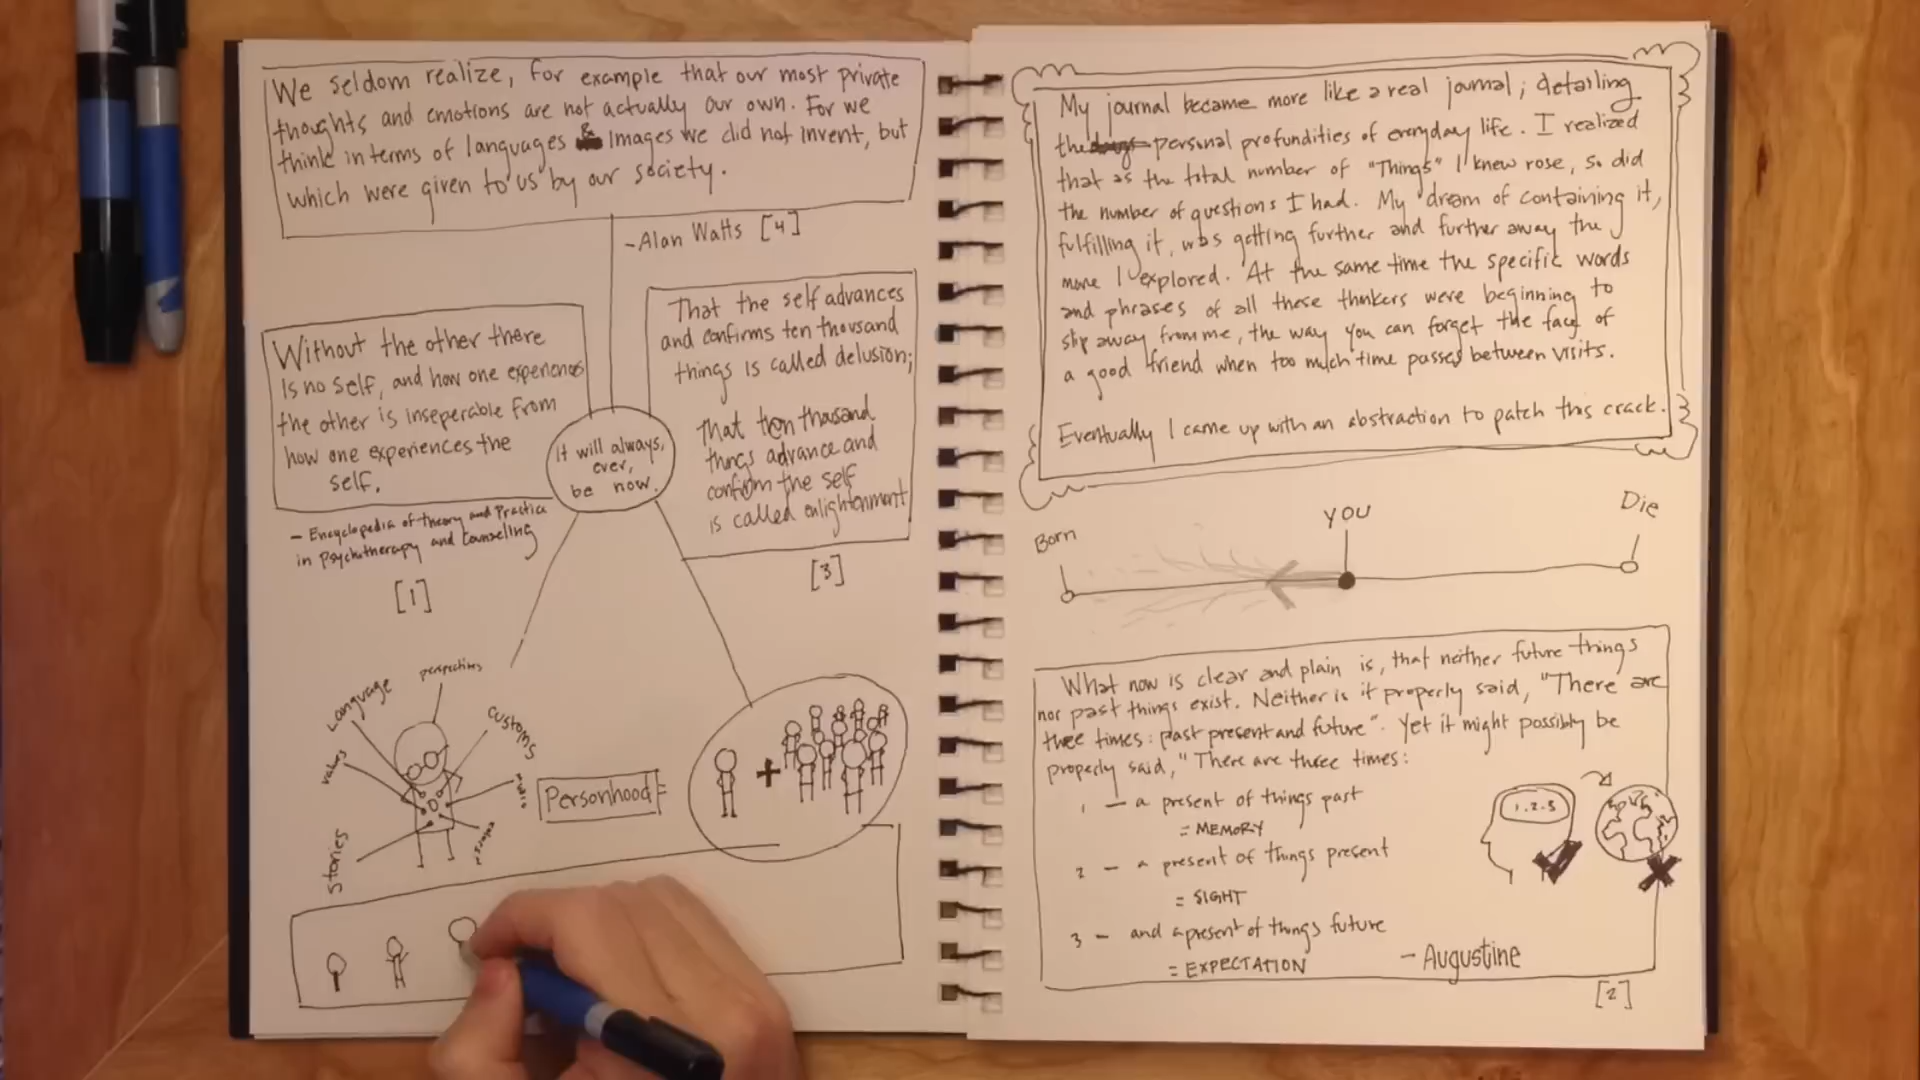 We seldom realize, for example that our most private
thoughts and emotions are not actually our own. For we
think in terms of languages & Images we did not invent, but
which were given to us by our society.
-Alan Watts [4]
Without the other there
Is no self, and how one experiences
the other is inseperable from
how one experiences the
self.
- Encyclopedia of theory and Practice
in Psychotherapy and Counseling
[1]
That the self advances
and confirms ten thousand
things is called delusion;
That ten thousand
things advance and
confirm the self
is called enlightenment
[3]
It will always,
ever,
be now.
perspectives
Language
customs
values
stories
Personhood =
+
My journal became more like a real journal; detailing
the personal profundities of everyday life. I realized
that as the total number of "Things" I knew rose, so did
the number of questions I had. My dream of containing it,
fulfilling it, was getting further and further away the
more I explored. At the same time the specific words
and phrases of all these thinkers were beginning to
slip away from me, the way you can forget the face of
a good friend when too much time passes between visits.
Eventually I came up with an abstraction to patch this crack.
Born
YOU
Die
What now is clear and plain is, that neither future things
nor past things exist. Neither is it properly said, "There are
three times: past present and future". Yet it might possibly be
properly said, "There are three times:
1 - a present of things past
= MEMORY
2 - a present of things present
= SIGHT
3 - and a present of things future
= EXPECTATION
1.2.3
- Augustine
[2]